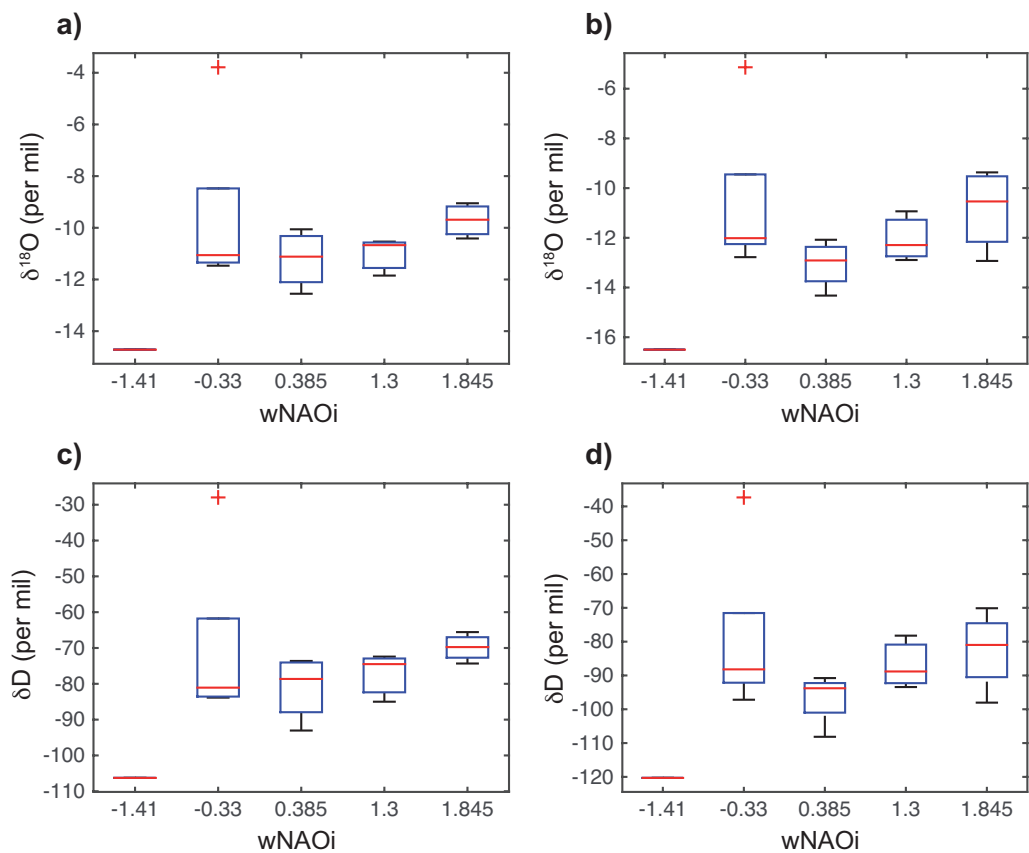 a)
-4
-6
-8
-10
-12
-14
δ18O (per mil)
-1.41 -0.33 0.385 1.3 1.845
wNAOi
b)
-6
-8
-10
-12
-14
-16
δ18O (per mil)
-1.41 -0.33 0.385 1.3 1.845
wNAOi
c)
-30
-40
-50
-60
-70
-80
-90
-100
-110
δD (per mil)
-1.41 -0.33 0.385 1.3 1.845
wNAOi
d)
-40
-50
-60
-70
-80
-90
-100
-110
-120
δD (per mil)
-1.41 -0.33 0.385 1.3 1.845
wNAOi